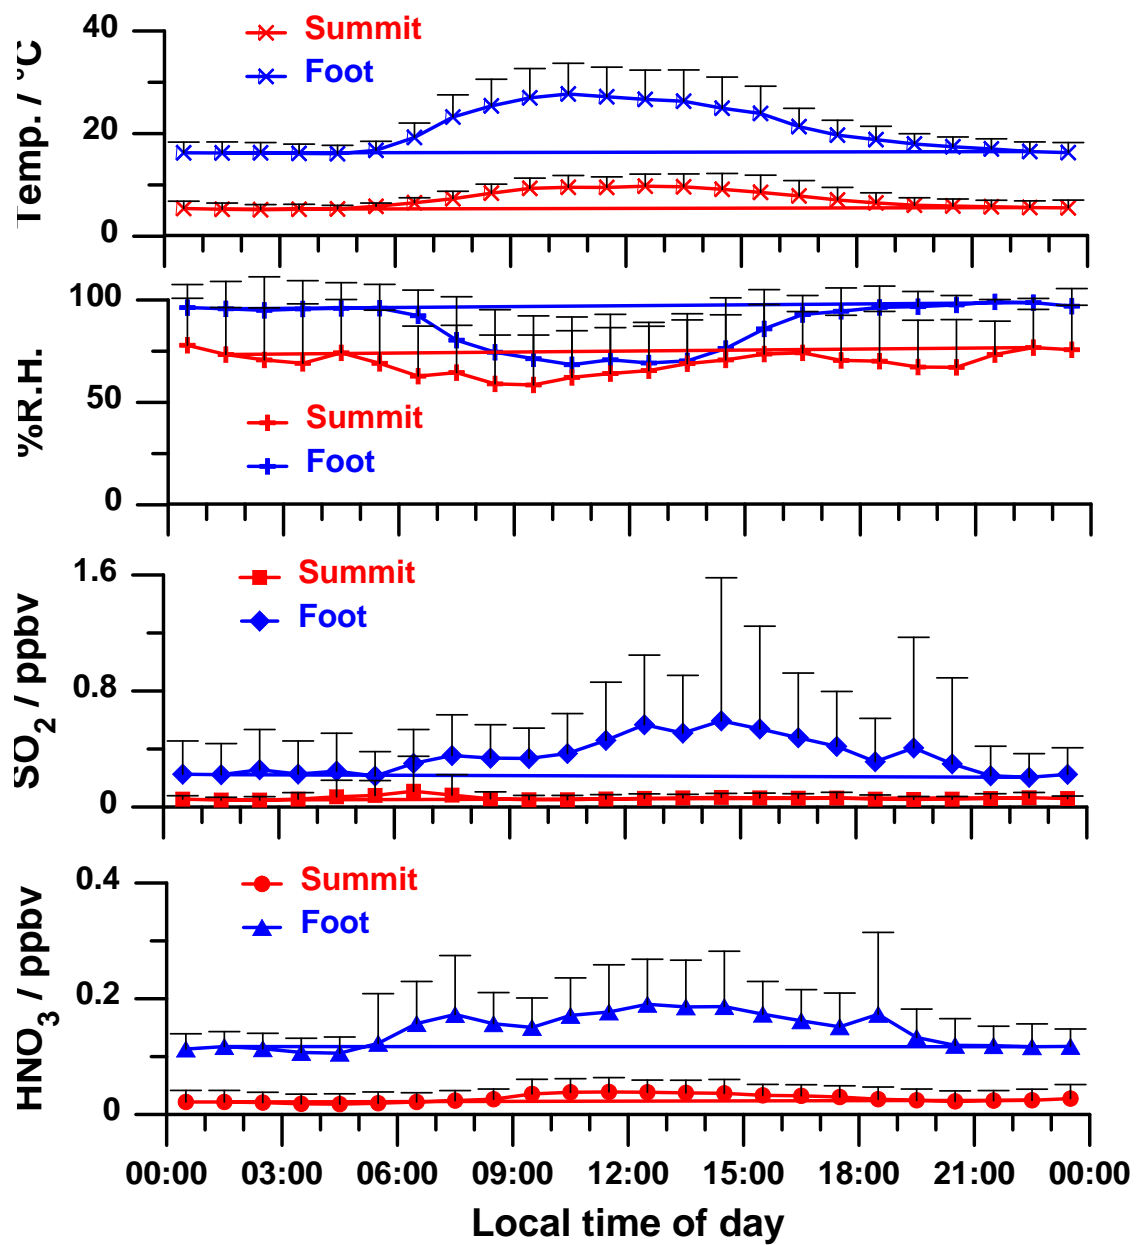 40
Summit
Foot
20
0
Temp. / °C
100
50
0
%R.H.
Summit
Foot
1.6
Summit
Foot
0.8
0
SO2 / ppbv
0.4
Summit
Foot
0.2
0
HNO3 / ppbv
00:00 03:00 06:00 09:00 12:00 15:00 18:00 21:00 00:00
Local time of day